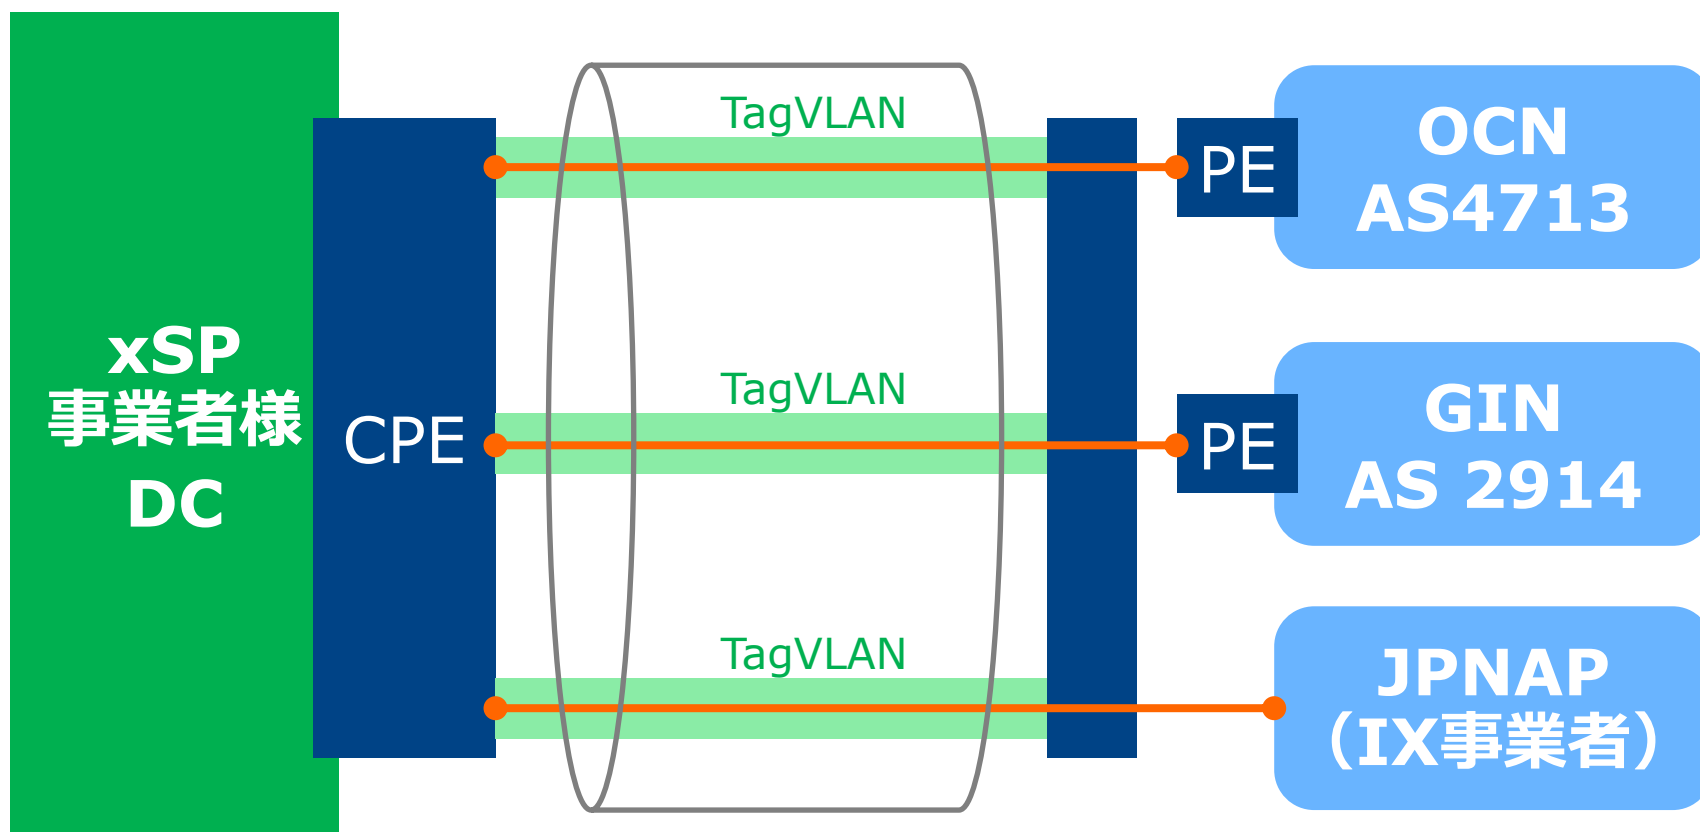 xSP
事業者様
DC
CPE
TagVLAN
TagVLAN
TagVLAN
PE
OCN
AS4713
PE
GIN
AS 2914
JPNAP
（IX事業者）